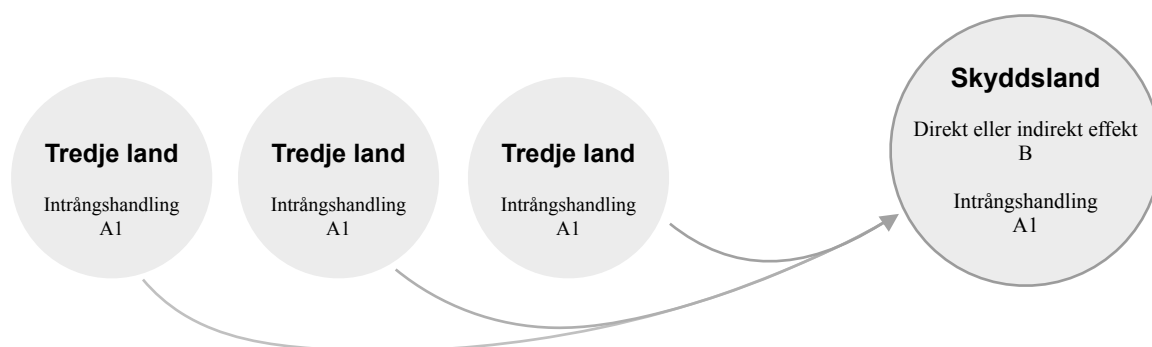 Tredje land
Intrångshandling
A1
Tredje land
Intrångshandling
A1
Tredje land
Intrångshandling
A1
Skyddsland
Direkt eller indirekt effekt
B
Intrångshandling
A1